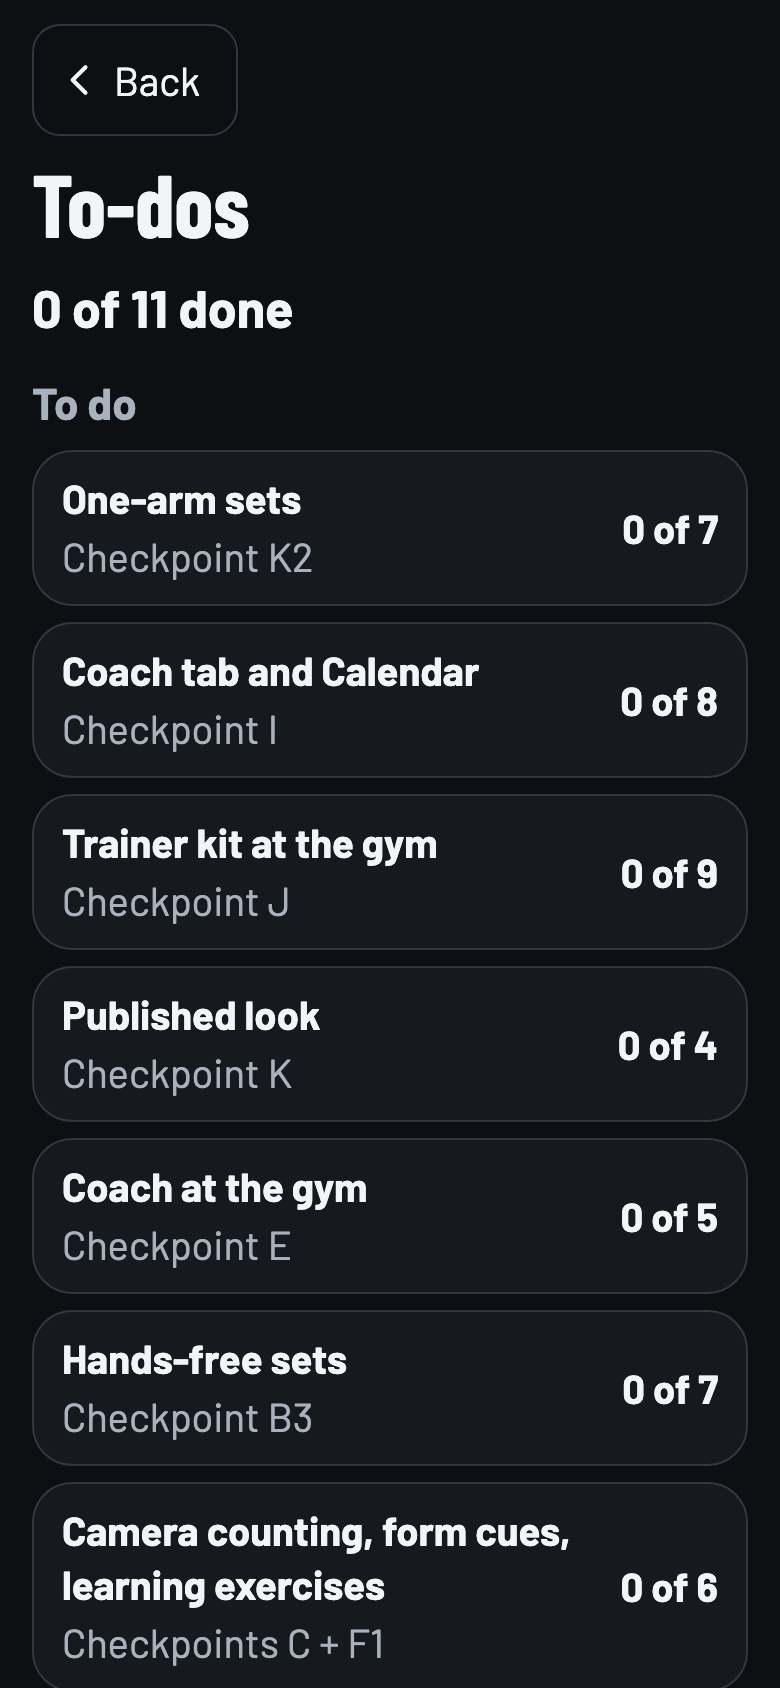 Back
To-dos
0 of 11 done
To do
One-arm sets
Checkpoint K2
0 of 7
Coach tab and Calendar
Checkpoint I
0 of 8
Trainer kit at the gym
Checkpoint J
0 of 9
Published look
Checkpoint K
0 of 4
Coach at the gym
Checkpoint E
0 of 5
Hands-free sets
Checkpoint B3
0 of 7
Camera counting, form cues,
learning exercises
Checkpoints C + F1
0 of 6